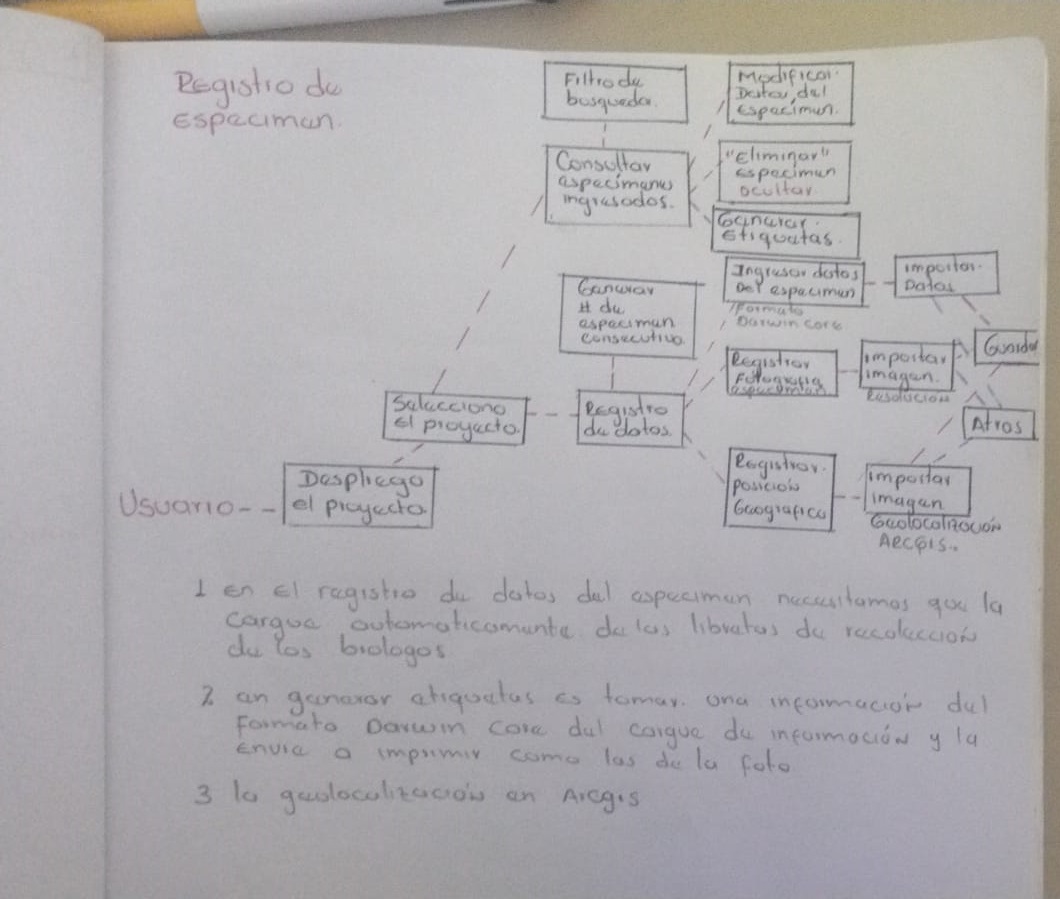 Registro de
Especimen.
Filtro de
busqueda.
Modificar
Datos del
Especimen.
Consultar
especimenes
ingresados.
"Eliminar"
especimen
ocultar
Generar
Etiquetas.
Generar
# de
especimen
consecutivo
Ingresar datos
Del especimen
Formato
Darwin core
importar
Datos
Guardar
Registrar
Fotografia
especimen
importar
imagen.
Resolución
Selecciono
el proyecto.
Registro
de datos.
Atras
Despliego
el proyecto.
Usuario
Registrar
posición
Geografica
importar
imagen
Geolocalización
ARCGIS.
1 en el registro de datos del especimen necesitamos que la
cargue automaticamente de las libretas de recolección
de los biologos
2 en generar etiquetas es tomar una información del
formato Darwin core del cargue de información y la
envie a imprimir como las de la foto
3 la geolocalización en Arcgis